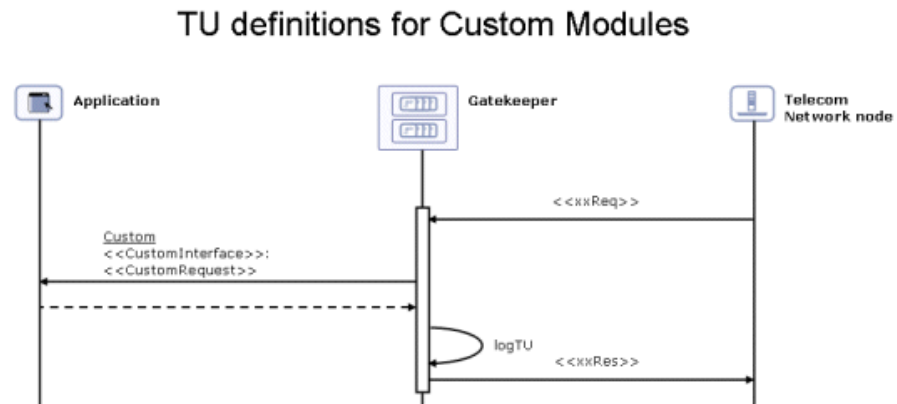 TU definitions for Custom Modules
Application
Gatekeeper
Telecom
Network node
<<xxReq>>
Custom
<<CustomInterface>>:
<<CustomRequest>>
logTU
<<xxRes>>